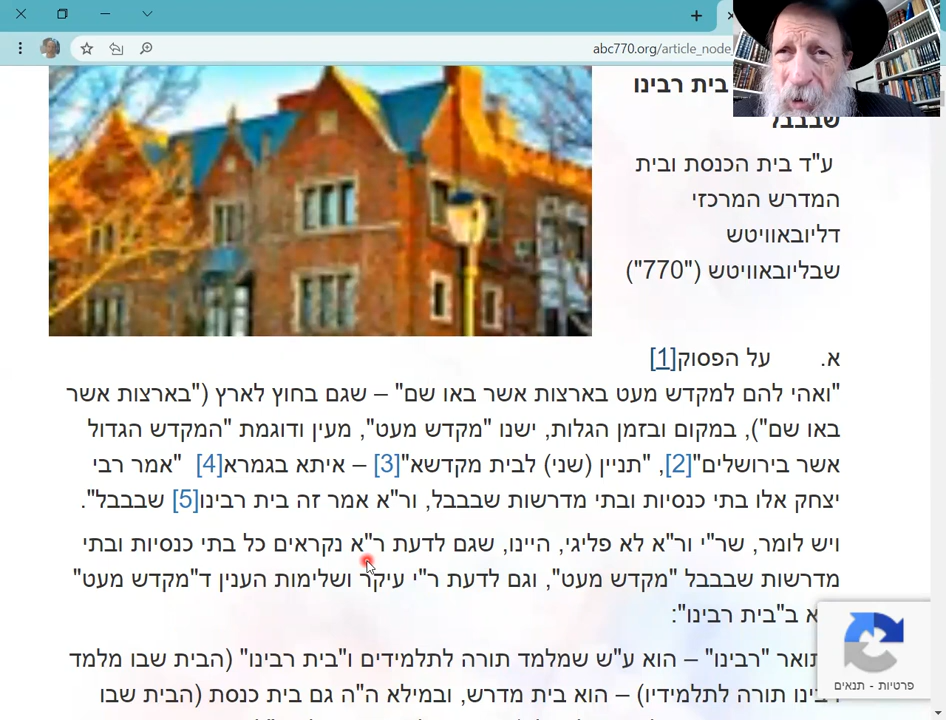 abc770.org/article_node_
בית רבינו
שבבבל
ע"ד בית הכנסת ובית
המדרש המרכזי
דליובאוויטש
שבליובאוויטש ("770")
א. על הפסוק[1]
"ואהי להם למקדש מעט בארצות אשר באו שם" – שגם בחוץ לארץ ("בארצות אשר
באו שם"), במקום ובזמן הגלות, ישנו "מקדש מעט", מעין ודוגמת "המקדש הגדול
אשר בירושלים"[2], "תניין (שני) לבית מקדשא"[3] – איתא בגמרא[4] "אמר רבי
יצחק אלו בתי כנסיות ובתי מדרשות שבבבל, ור"א אמר זה בית רבינו[5] שבבבל".
ויש לומר, שר"י ור"א לא פליגי, היינו, שגם לדעת ר"א נקראים כל בתי כנסיות ובתי
מדרשות שבבבל "מקדש מעט", וגם לדעת ר"י עיקר ושלימות הענין ד"מקדש מעט"
ב"בית רבינו":
"רבינו" – הוא ע"ש שמלמד תורה לתלמידים ו"בית רבינו" (הבית שבו מלמד
תורה לתלמידיו) – הוא בית מדרש, ובמילא ה"ה גם בית כנסת (הבית שבו
פרטיות - תנאים